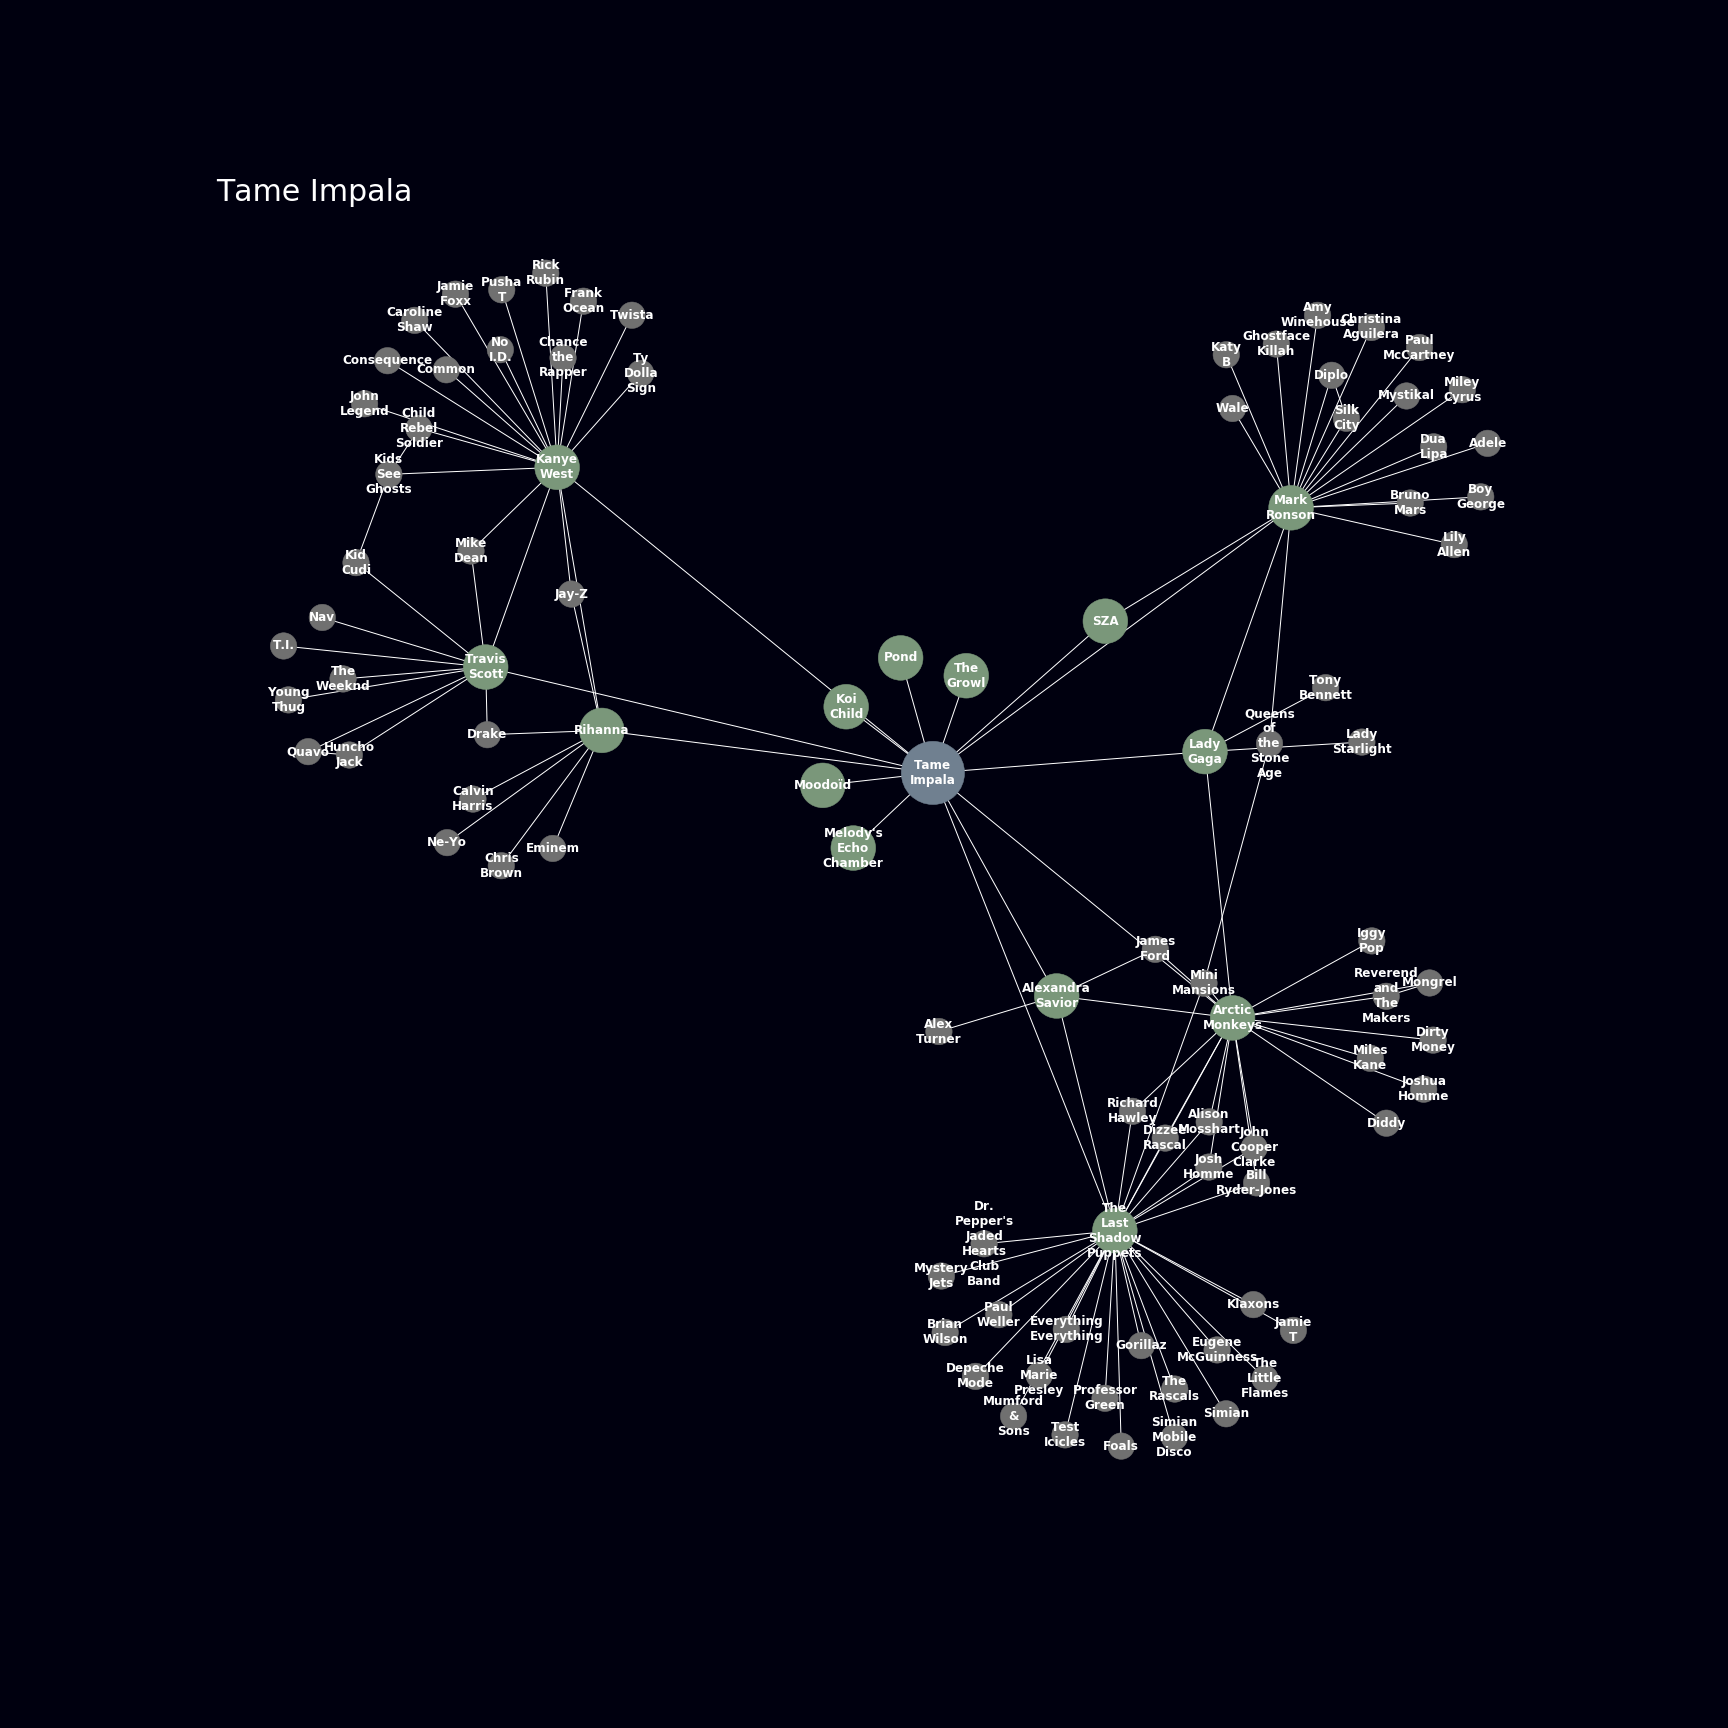 Tame Impala
Rick
Rubin
Pusha
T
Jamie
Foxx
Frank
Ocean
Twista
Caroline
Shaw
No
I.D.
Chance
the
Rapper
Consequence
Common
Ty
Dolla
Sign
John
Legend
Child
Rebel
Soldier
Kids
See
Ghosts
Kanye
West
Mike
Dean
Kid
Cudi
Jay-Z
Nav
T.I.
Travis
Scott
The
Weeknd
Young
Thug
Quavo
Huncho
Jack
Drake
Rihanna
Calvin
Harris
Ne-Yo
Chris
Brown
Eminem
Amy
Winehouse
Christina
Aguilera
Ghostface
Killah
Katy
B
Paul
McCartney
Diplo
Miley
Cyrus
Mystikal
Wale
Silk
City
Dua
Lipa
Adele
Bruno
Mars
Boy
George
Mark
Ronson
Lily
Allen
SZA
Pond
The
Growl
Koi
Child
Tame
Impala
Moodoïd
Melody's
Echo
Chamber
Tony
Bennett
Queens
of
the
Stone
Age
Lady
Gaga
Lady
Starlight
James
Ford
Mini
Mansions
Alexandra
Savior
Alex
Turner
Arctic
Monkeys
Iggy
Pop
Reverend
and
The
Makers
Mongrel
Dirty
Money
Miles
Kane
Joshua
Homme
Diddy
Richard
Hawley
Dizzee
Rascal
Alison
Mosshart
John
Cooper
Clarke
Josh
Homme
Bill
Ryder-Jones
The
Last
Shadow
Puppets
Dr.
Pepper's
Jaded
Hearts
Club
Band
Mystery
Jets
Paul
Weller
Brian
Wilson
Everything
Everything
Klaxons
Jamie
T
Gorillaz
Eugene
McGuinness
Depeche
Mode
Lisa
Marie
Presley
The
Little
Flames
Professor
Green
The
Rascals
Mumford
&
Sons
Simian
Test
Icicles
Foals
Simian
Mobile
Disco